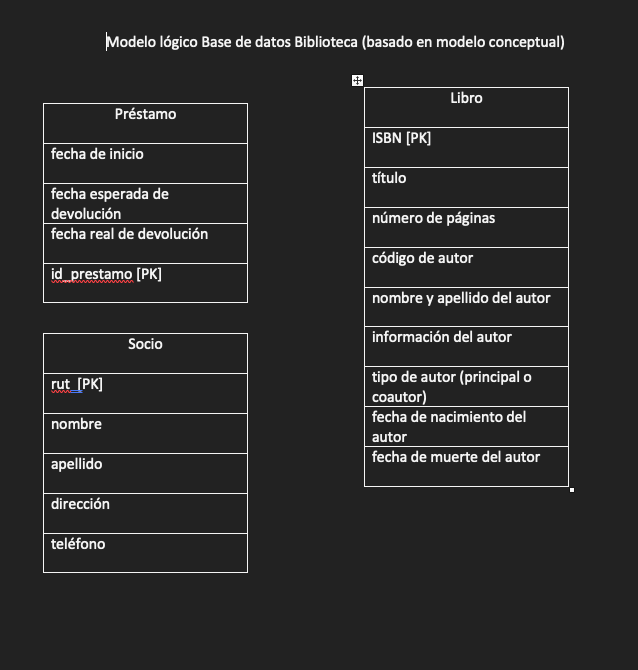 Modelo lógico Base de datos Biblioteca (basado en modelo conceptual)
Préstamo
fecha de inicio
fecha esperada de
devolución
fecha real de devolución
id_prestamo [PK]
Socio
rut_[PK]
nombre
apellido
dirección
teléfono
Libro
ISBN [PK]
título
número de páginas
código de autor
nombre y apellido del autor
información del autor
tipo de autor (principal o
coautor)
fecha de nacimiento del
autor
fecha de muerte del autor